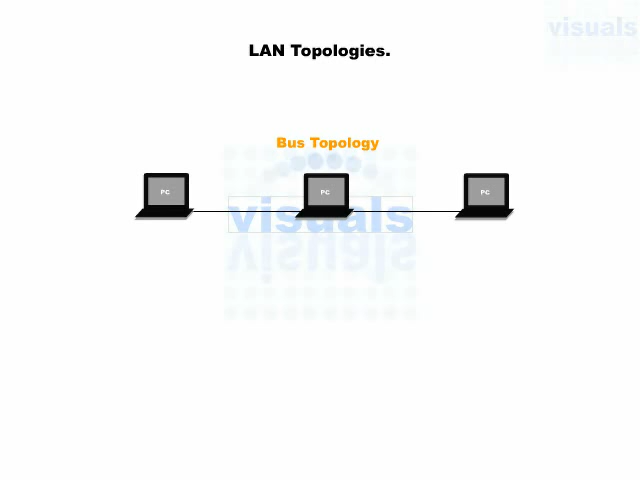 visuals
LAN Topologies.
Bus Topology
PC
PC
PC
visuals